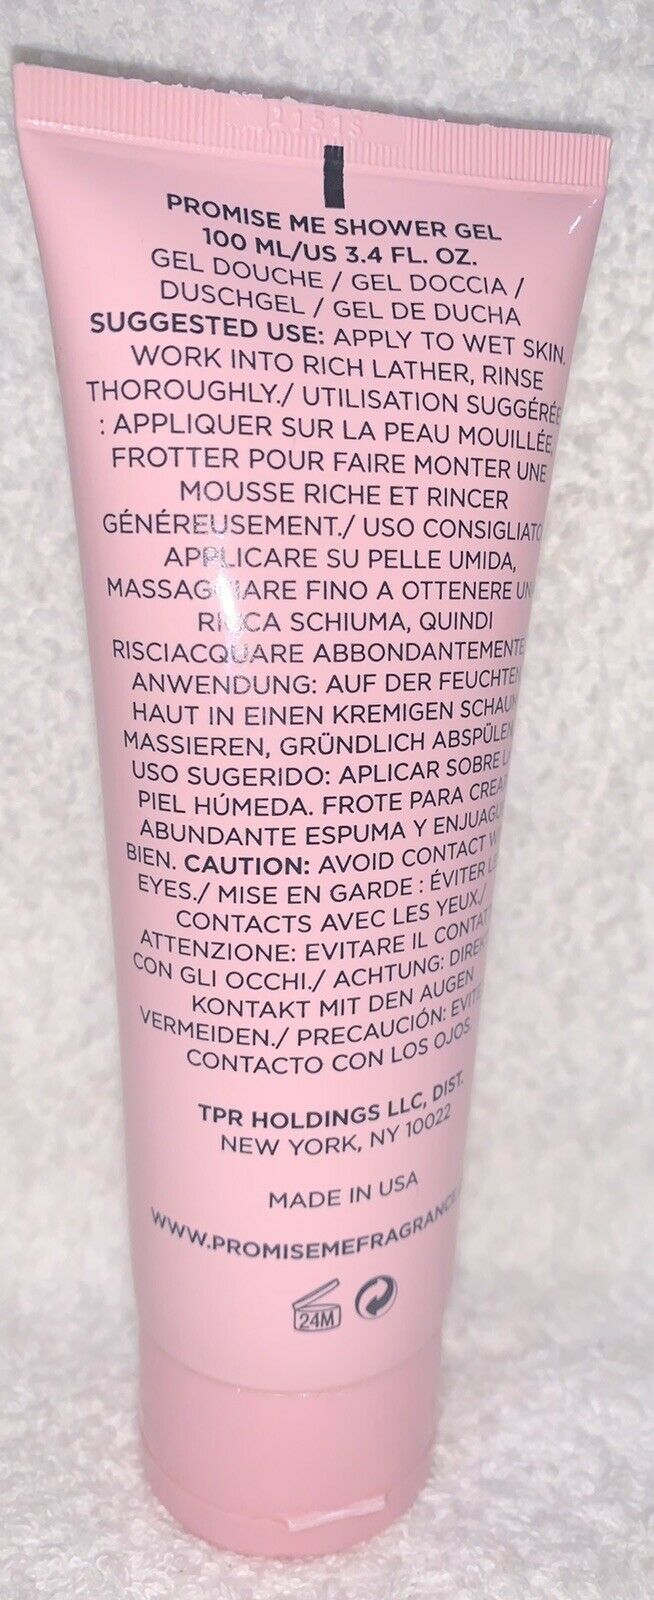 PROMISE ME SHOWER GEL
100 ML/US 3.4 FL. OZ.
GEL DOUCHE / GEL DOCCIA /
DUSCHGEL / GEL DE DUCHA
SUGGESTED USE: APPLY TO WET SKIN,
WORK INTO RICH LATHER, RINSE
THOROUGHLY./ UTILISATION SUGGÉRÉE
: APPLIQUER SUR LA PEAU MOUILLÉE,
FROTTER POUR FAIRE MONTER UNE
MOUSSE RICHE ET RINCER
GÉNÉREUSEMENT./ USO CONSIGLIATO
APPLICARE SU PELLE UMIDA,
MASSAGGIARE FINO A OTTENERE
RICCA SCHIUMA, QUINDI
RISCIACQUARE ABBONDANTEMENTE
ANWENDUNG: AUF DER FEUCHTEN
HAUT IN EINEN KREMIGEN SCHAUM
MASSIEREN, GRÜNDLICH ABSPÜLEN
USO SUGERIDO: APLICAR SOBRE LA
PIEL HÚMEDA. FROTE PARA CREAR
ABUNDANTE ESPUMA Y
BIEN. CAUTION: AVOID CONTACT
EYES./ MISE EN GARDE : ÉVITER
CONTACTS AVEC LES YEUX./
ATTENZIONE: EVITARE IL
CON GLI OCCHI./ ACHTUNG:
KONTAKT MIT DEN AUGEN
VERMEIDEN./ PRECAUCIÓN: EVITE
CONTACTO CON LOS OJOS.
TPR HOLDINGS LLC, DIST.
NEW YORK, NY 10022
MADE IN USA
WWW.PROMISEMEFRAGRANCE
24M